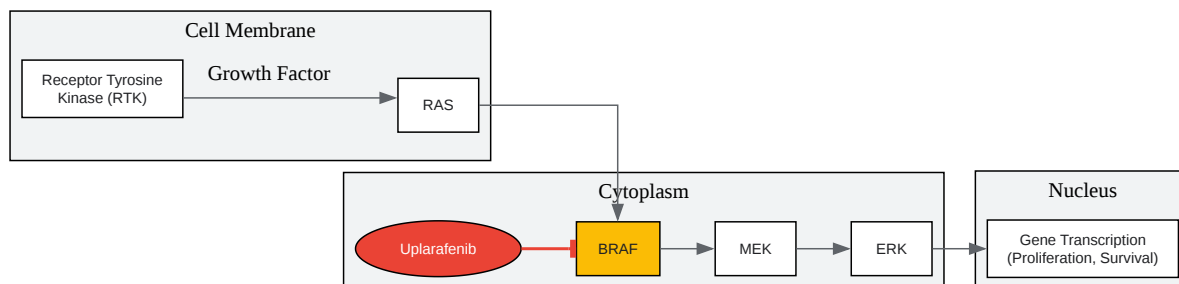 Cell Membrane
Receptor Tyrosine
Kinase (RTK)
Growth Factor
RAS
Cytoplasm
Uplarafenib
BRAF
MEK
ERK
Nucleus
Gene Transcription
(Proliferation, Survival)